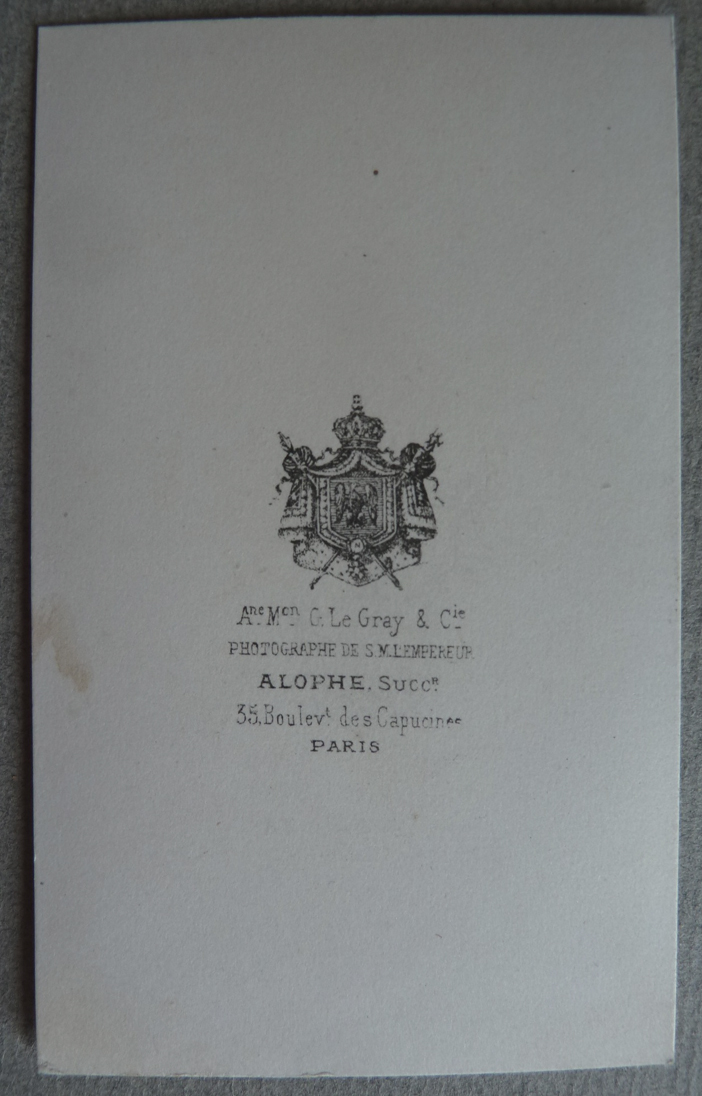 Ane. Mon. G. Le Gray & Cie
PHOTOGRAPHE DE S.M. L'EMPEREUR
ALOPHE, SUCCR.
35, Boulevt. des Capucines
PARIS